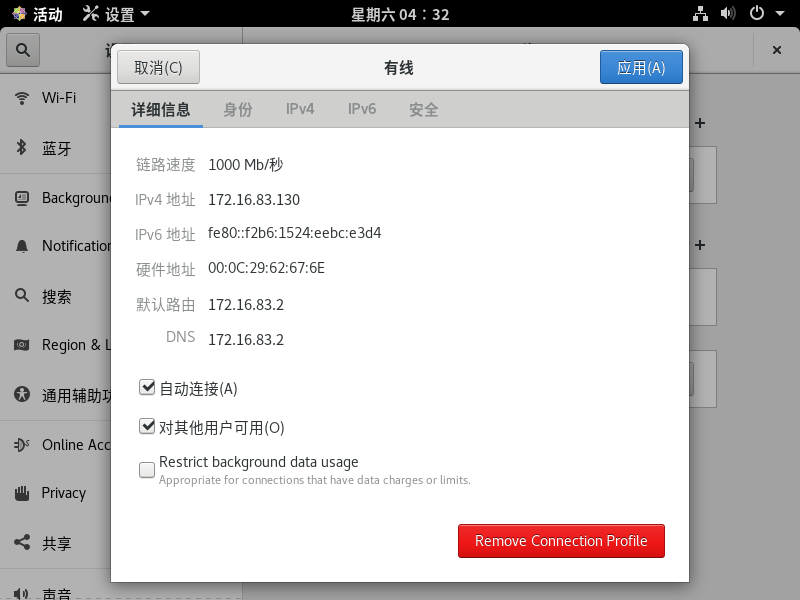 活动
设置
星期六 04：32
取消(C)
有线
应用(A)
详细信息 身份 IPv4 IPv6 安全
Wi-Fi
蓝牙
Background
Notification
搜索
Region & L
通用辅助功
Online Acc
Privacy
共享
声音
链路速度 1000 Mb/秒
IPv4 地址 172.16.83.130
IPv6 地址 fe80::f2b6:1524:eebc:e3d4
硬件地址 00:0C:29:62:67:6E
默认路由 172.16.83.2
DNS 172.16.83.2
自动连接(A)
对其他用户可用(O)
Restrict background data usage
Appropriate for connections that have data charges or limits.
Remove Connection Profile